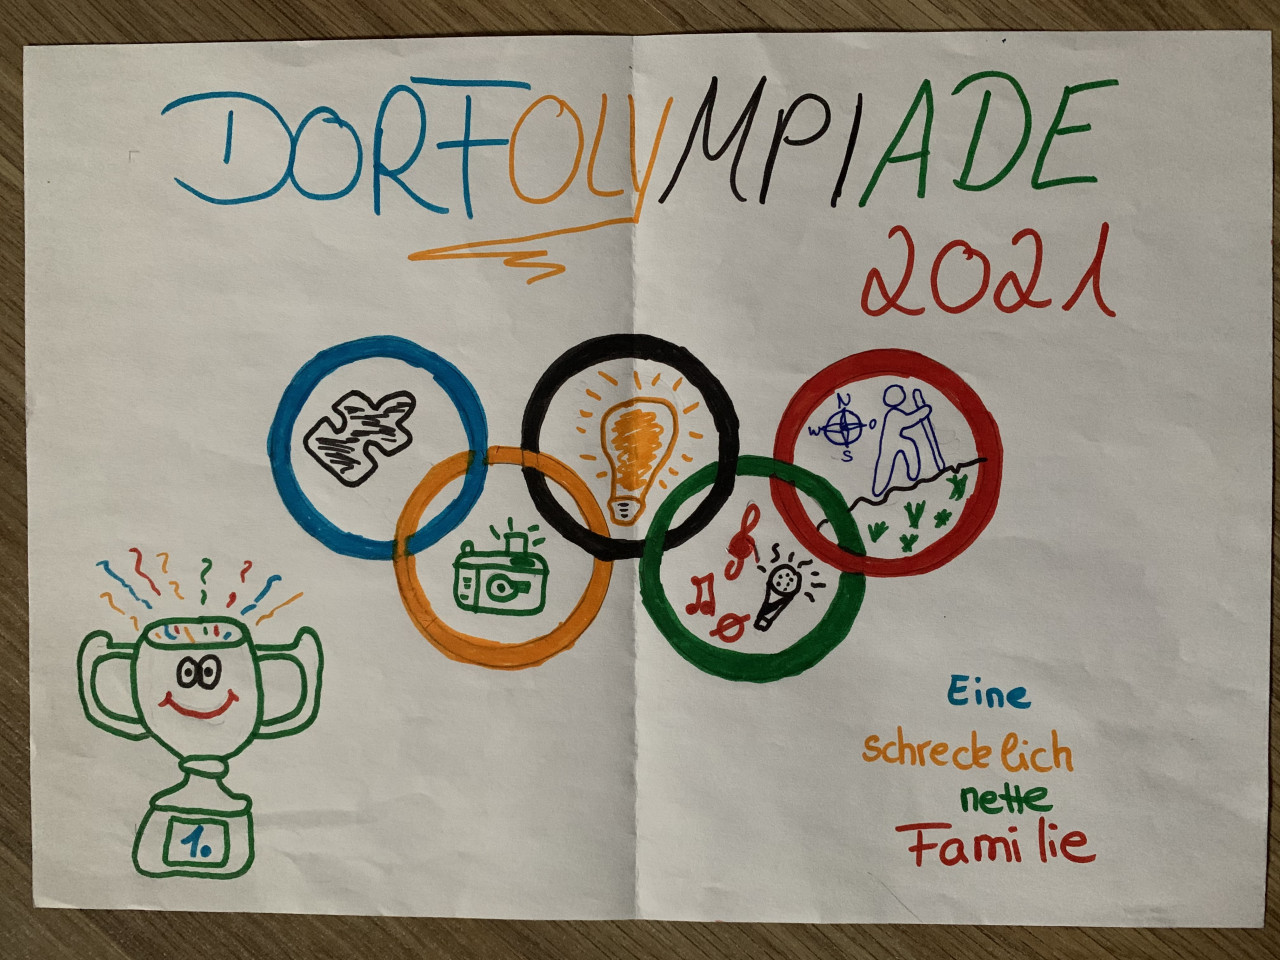 DORFOLYMPIADE
2021
N
W O
S
1.
Eine
schrecklich
nette
Familie